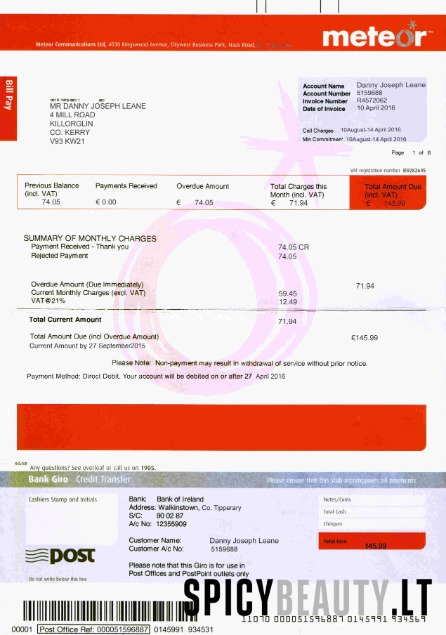 meteor
Meteor Communications Ltd, 4030 Kingswood Avenue, Citywest Business Park, Naas Road,
Bill Pay
MR DANNY JOSEPH LEANE
4 MILL ROAD
KILLORGLIN
CO. KERRY
V93 KW21
Account Name Danny Joseph Leane
Account Number 5159688
Invoice Number R4572062
Date of Invoice 10 April 2016
Call Charges 10August-14 April 2016
Min Commitment 10August-14 April 2016
Page 1 of 6
VAT registration number
Previous Balance (incl. VAT) 74.05
Payments Received € 0.00
Overdue Amount € 74.05
Total Charges this Month (incl. VAT) € 71.94
Total Amount Due (incl. VAT) € 145.99
SUMMARY OF MONTHLY CHARGES
Payment Received - Thank you 74.05 CR
Rejected Payment 74.05
Overdue Amount (Due Immediately) 71.94
Current Monthly Charges (excl. VAT) 59.45
VAT@21% 12.49
Total Current Amount 71.94
Total Amount Due (incl Overdue Amount) €145.99
Current Amount by 27 September2015
Please Note: Non-payment may result in withdrawal of service without prior notice.
Payment Method: Direct Debit. Your account will be debited on or after 27 April 2016
Any questions? See overleaf or call us on 1905.
Bank Giro Credit Transfer
Please ensure that this slip accompanies all payments
Cashiers Stamp and Initials
Bank: Bank of Ireland
Address: Walkinstown, Co. Tipperary
S/C: 90 02 87
A/c No: 12355909
Customer Name: Danny Joseph Leane
Customer A/c No: 5159688
Notes/Coins
Total Cash
Cheques
Total Due 145.99
post
Do not write below this line
Please note that this Giro is for use in
Post Offices and PostPoint outlets only
SPICYBEAUTY.LT
11070 000051596887 0145991 934569
00001 Post Office Ref: 000051596887 0145991 934531